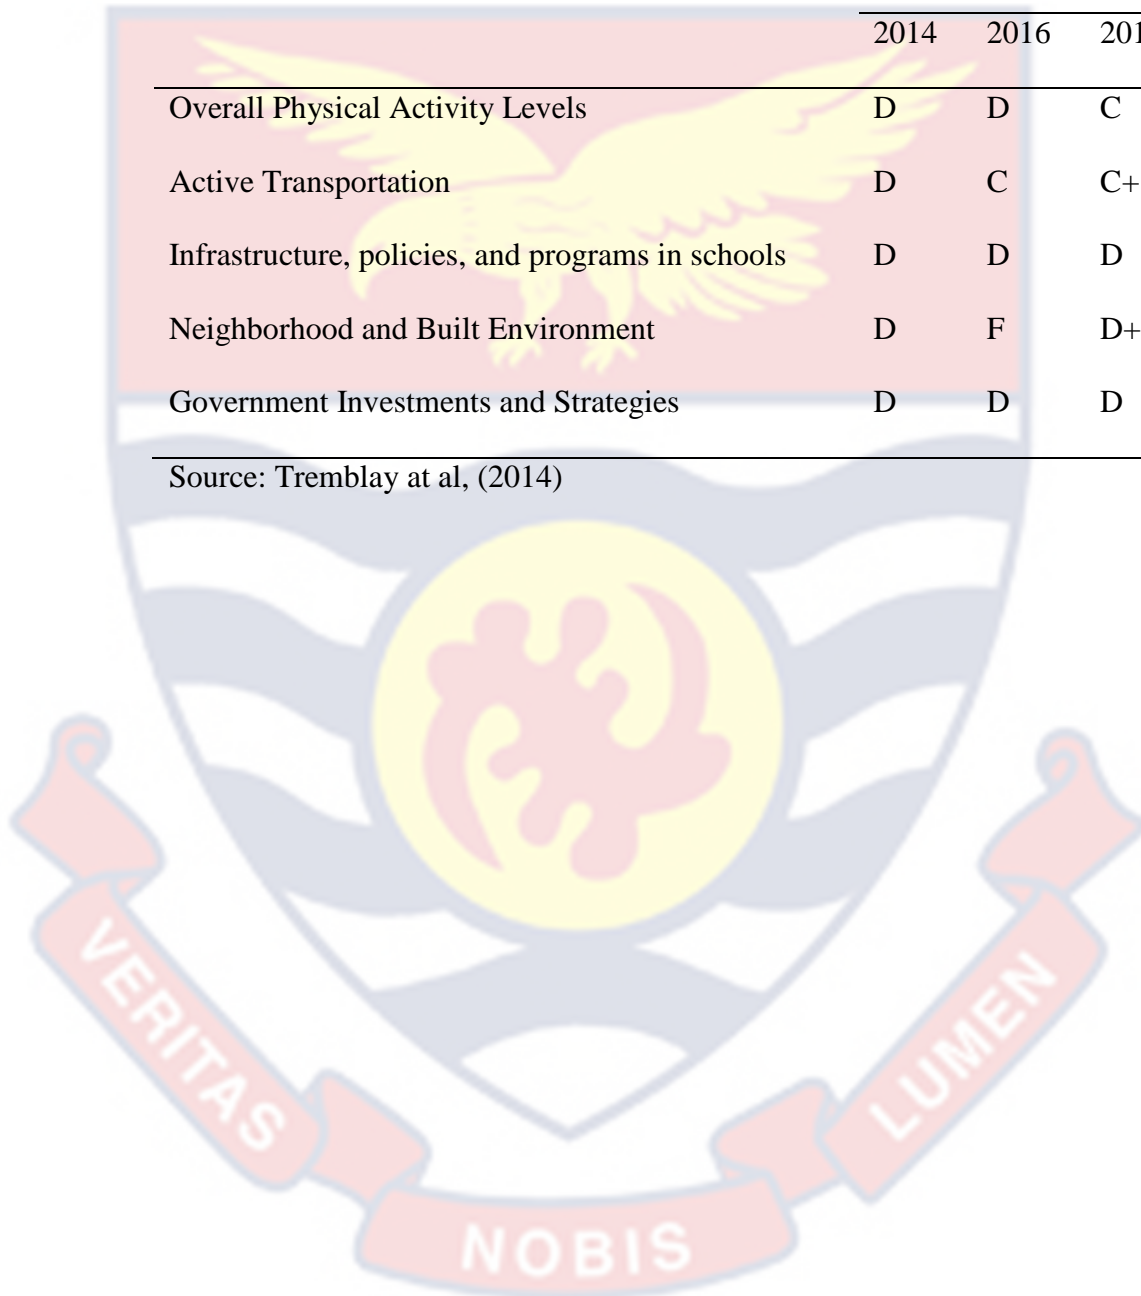 2014 2016 201
Overall Physical Activity Levels D D C
Active Transportation D C C+
Infrastructure, policies, and programs in schools D D D
Neighborhood and Built Environment D F D+
Government Investments and Strategies D D D
Source: Tremblay at al, (2014)
VERITAS
NOBIS
LUMEN